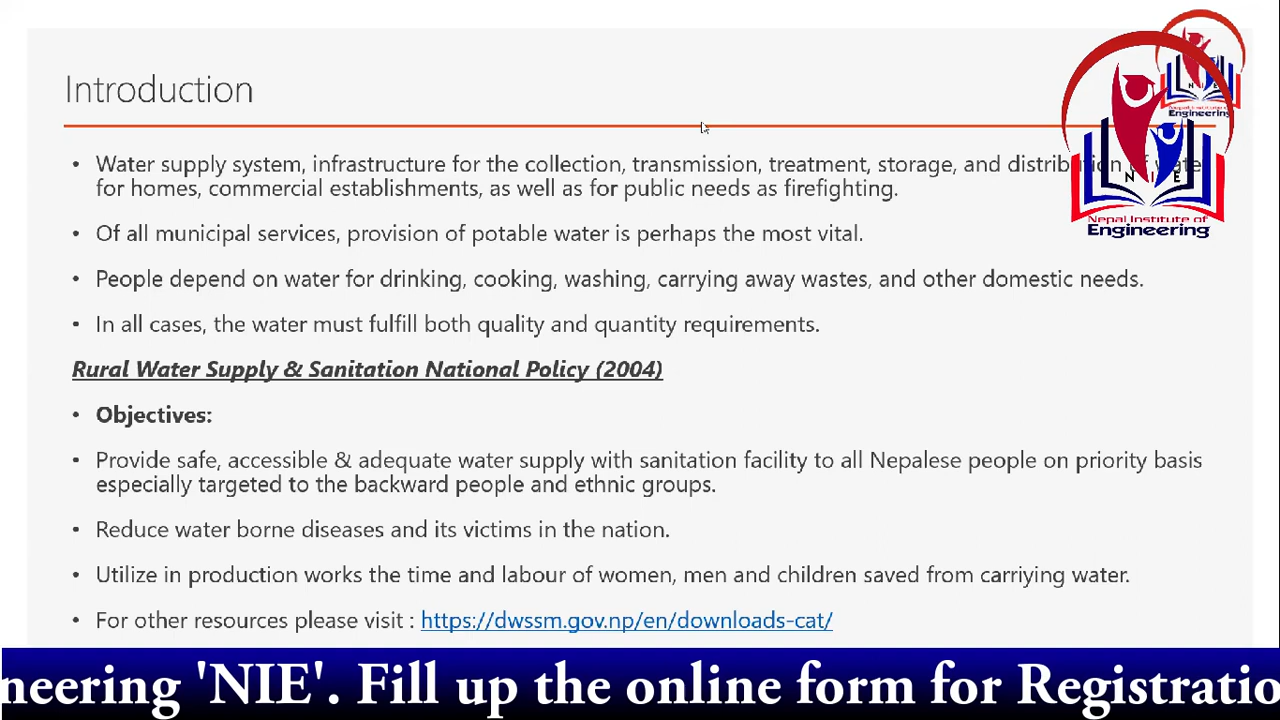 Introduction
• Water supply system, infrastructure for the collection, transmission, treatment, storage, and distribution of water
for homes, commercial establishments, as well as for public needs as firefighting.
• Of all municipal services, provision of potable water is perhaps the most vital.
• People depend on water for drinking, cooking, washing, carrying away wastes, and other domestic needs.
• In all cases, the water must fulfill both quality and quantity requirements.
Rural Water Supply & Sanitation National Policy (2004)
• Objectives:
• Provide safe, accessible & adequate water supply with sanitation facility to all Nepalese people on priority basis
especially targeted to the backward people and ethnic groups.
• Reduce water borne diseases and its victims in the nation.
• Utilize in production works the time and labour of women, men and children saved from carriying water.
• For other resources please visit : https://dwssm.gov.np/en/downloads-cat/
N I E
Engineering
N I E
Nepal Institute of
Engineering
neering 'NIE'. Fill up the online form for Registratio